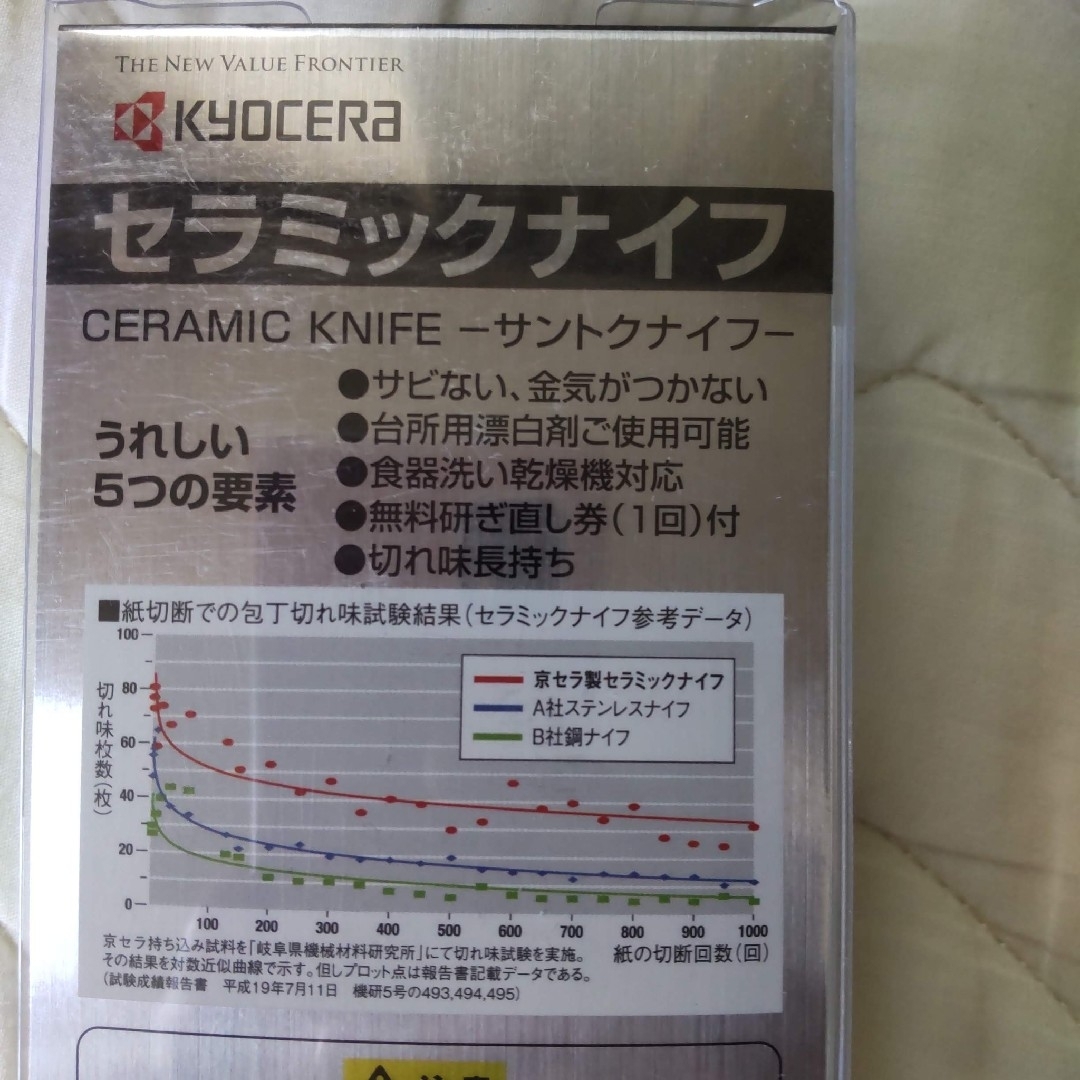 THE NEW VALUE FRONTIER
KYOCERA
セラミックナイフ
CERAMIC KNIFE －サントクナイフ－
うれしい
5つの要素
●サビない、金気がつかない
●台所用漂白剤ご使用可能
●食器洗い乾燥機対応
●無料研ぎ直し券(1回)付
●切れ味長持ち
■紙切断での包丁切れ味試験結果(セラミックナイフ参考データ)
切れ味枚数(枚)
100
80
60
40
20
0
京セラ製セラミックナイフ
A社ステンレスナイフ
B社鋼ナイフ
100 200 300 400 500 600 700 800 900 1000
紙の切断回数(回)
京セラ持ち込み試料を「岐阜県機械材料研究所」にて切れ味試験を実施。
その結果を対数近似曲線で示す。但しプロット点は報告書記載データである。
(試験成績報告書 平成19年7月11日 機研5号の493,494,495)